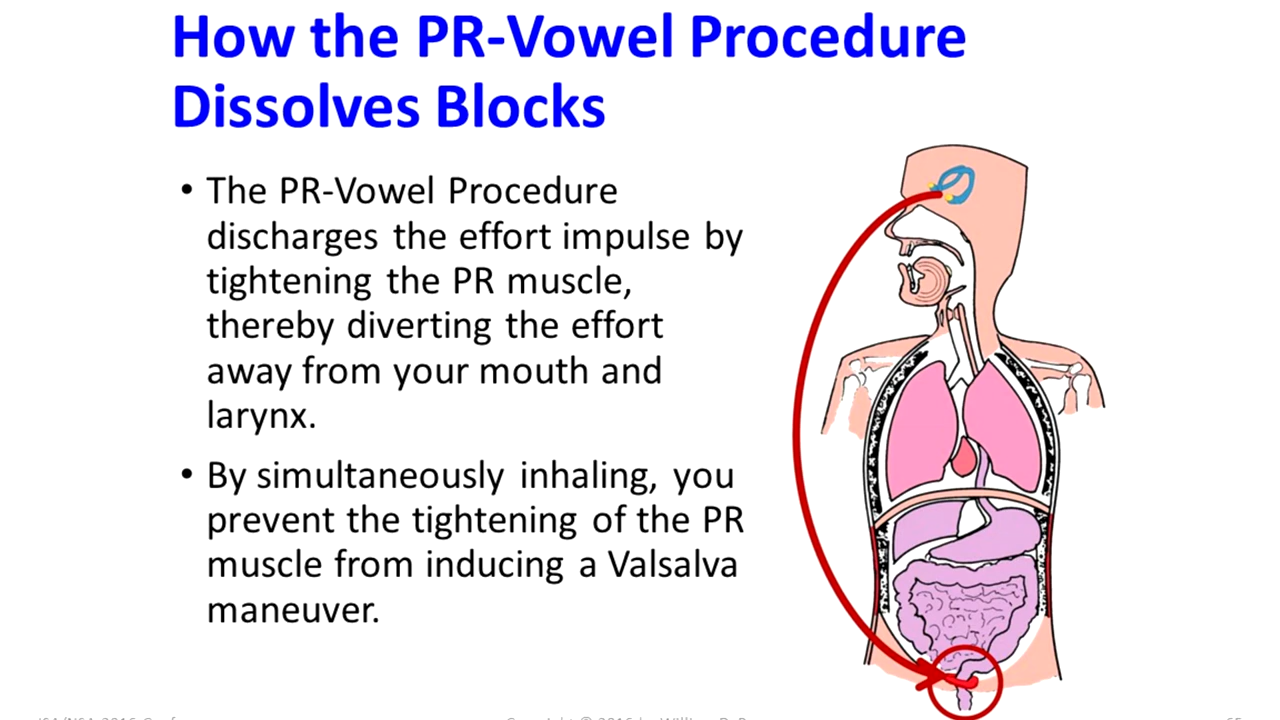 How the PR-Vowel Procedure
Dissolves Blocks
• The PR-Vowel Procedure
discharges the effort impulse by
tightening the PR muscle,
thereby diverting the effort
away from your mouth and
larynx.
• By simultaneously inhaling, you
prevent the tightening of the PR
muscle from inducing a Valsalva
maneuver.